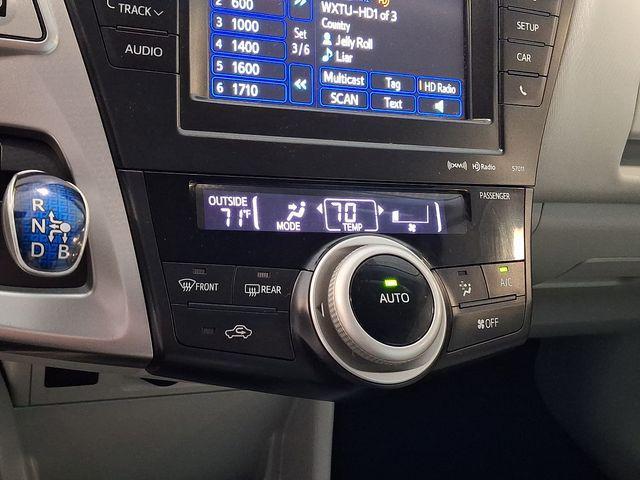 TRACK
AUDIO
2 600
3 1000
4 1400
5 1600
6 1710
Set
3/6
WXTU-HD1 of 3
Country
Jelly Roll
Liar
Multicast
Tag
HD Radio
SCAN
Text
SETUP
CAR
HD Radio
57011
R
N
D
B
OUTSIDE
71°F
MODE
70
TEMP
PASSENGER
FRONT
REAR
AUTO
A/C
OFF